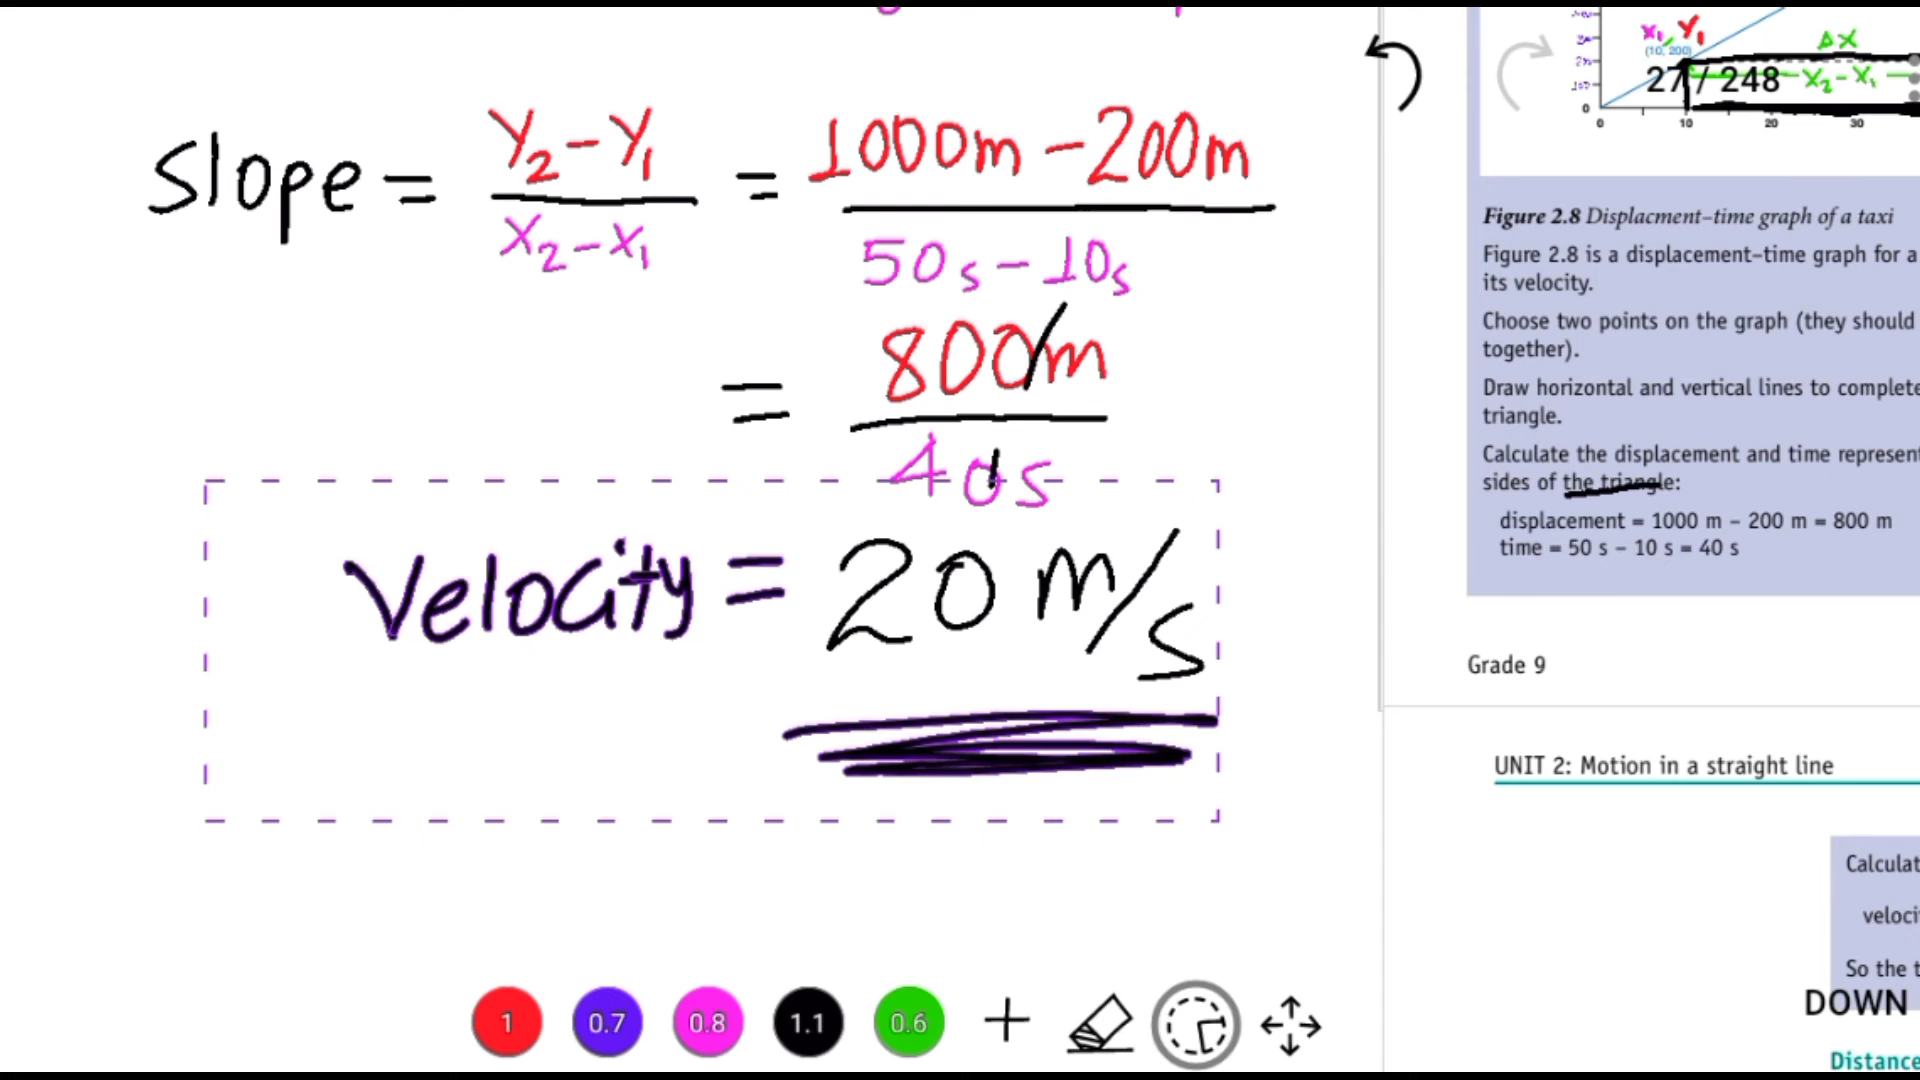 Slope = Y2-Y1 / X2-X1 = 1000m - 200m / 50s - 10s
= 800m / 40s
Velocity = 20 m/s
1
0.7
0.8
1.1
0.6
+
X1, Y1
(10, 200)
ΔX
X2-X1
27 / 248
0
0
10
20
30
Figure 2.8 Displacment–time graph of a taxi
Figure 2.8 is a displacement–time graph for a
its velocity.
Choose two points on the graph (they should
together).
Draw horizontal and vertical lines to complete
triangle.
Calculate the displacement and time represent
sides of the triangle:
displacement = 1000 m – 200 m = 800 m
time = 50 s – 10 s = 40 s
Grade 9
UNIT 2: Motion in a straight line
Calculat
veloci
So the t
DOWN
Distance